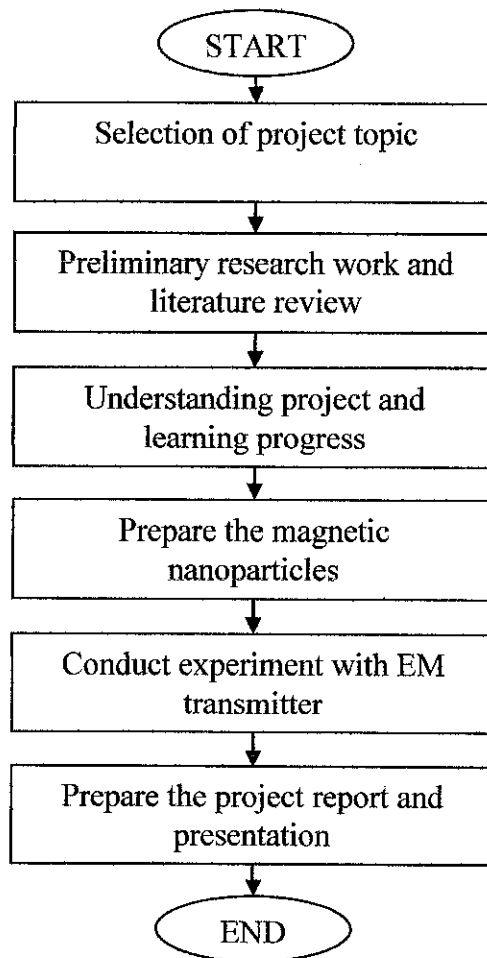 START
Selection of project topic
Preliminary research work and
literature review
Understanding project and
learning progress
Prepare the magnetic
nanoparticles
Conduct experiment with EM
transmitter
Prepare the project report and
presentation
END